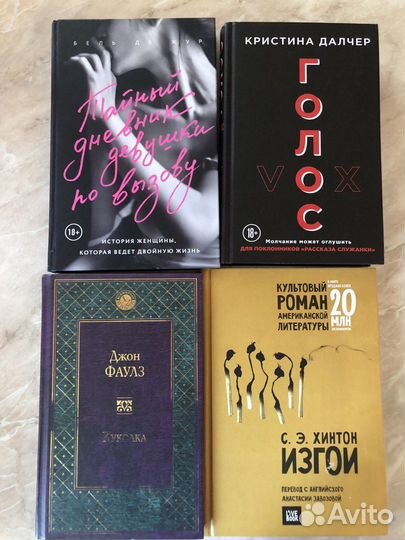 БЕЛЬ ДЕ ЖУР
Тайный
дневник
девушки
по вызову
18+
ИСТОРИЯ ЖЕНЩИНЫ,
КОТОРАЯ ВЕДЕТ ДВОЙНУЮ ЖИЗНЬ
КРИСТИНА ДАЛЧЕР
ГОЛОС
VOX
18+
Молчание может оглушить
ДЛЯ ПОКЛОННИКОВ «РАССКАЗА СЛУЖАНКИ»
Джон
ФАУЛЗ
Куколка
КУЛЬТОВЫЙ
РОМАН
АМЕРИКАНСКОЙ
ЛИТЕРАТУРЫ
20
МЛН
С. Э. ХИНТОН
ИЗГОИ
ПЕРЕВОД С АНГЛИЙСКОГО
АНАСТАСИИ ЗАВОЗОВОЙ
LIVE
BOOK
Avito